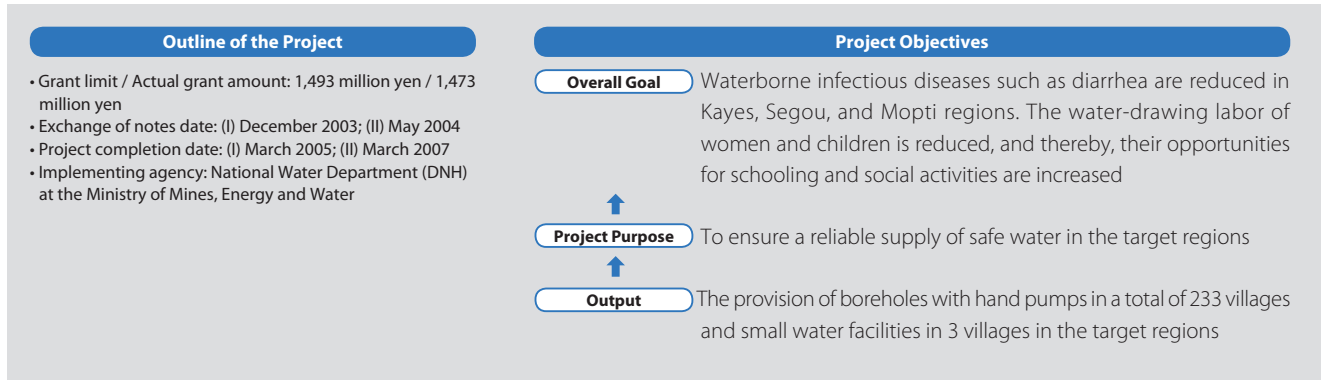 Outline of the Project
• Grant limit / Actual grant amount: 1,493 million yen / 1,473
million yen
• Exchange of notes date: (I) December 2003; (II) May 2004
• Project completion date: (I) March 2005; (II) March 2007
• Implementing agency: National Water Department (DNH)
at the Ministry of Mines, Energy and Water
Project Objectives
Overall Goal
Waterborne infectious diseases such as diarrhea are reduced in
Kayes, Segou, and Mopti regions. The water-drawing labor of
women and children is reduced, and thereby, their opportunities
for schooling and social activities are increased
Project Purpose
To ensure a reliable supply of safe water in the target regions
Output
The provision of boreholes with hand pumps in a total of 233 villages
and small water facilities in 3 villages in the target regions